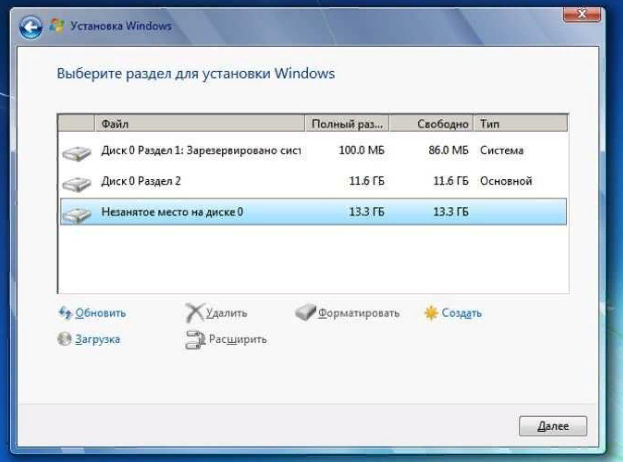 Установка Windows
Выберите раздел для установки Windows
Файл Полный раз... Свободно Тип
Диск 0 Раздел 1: Зарезервировано сист 100.0 МБ 86.0 МБ Система
Диск 0 Раздел 2 11.6 ГБ 11.6 ГБ Основной
Незанятое место на диске 0 13.3 ГБ 13.3 ГБ
Обновить Удалить Форматировать Создать
Загрузка Расширить
Далее